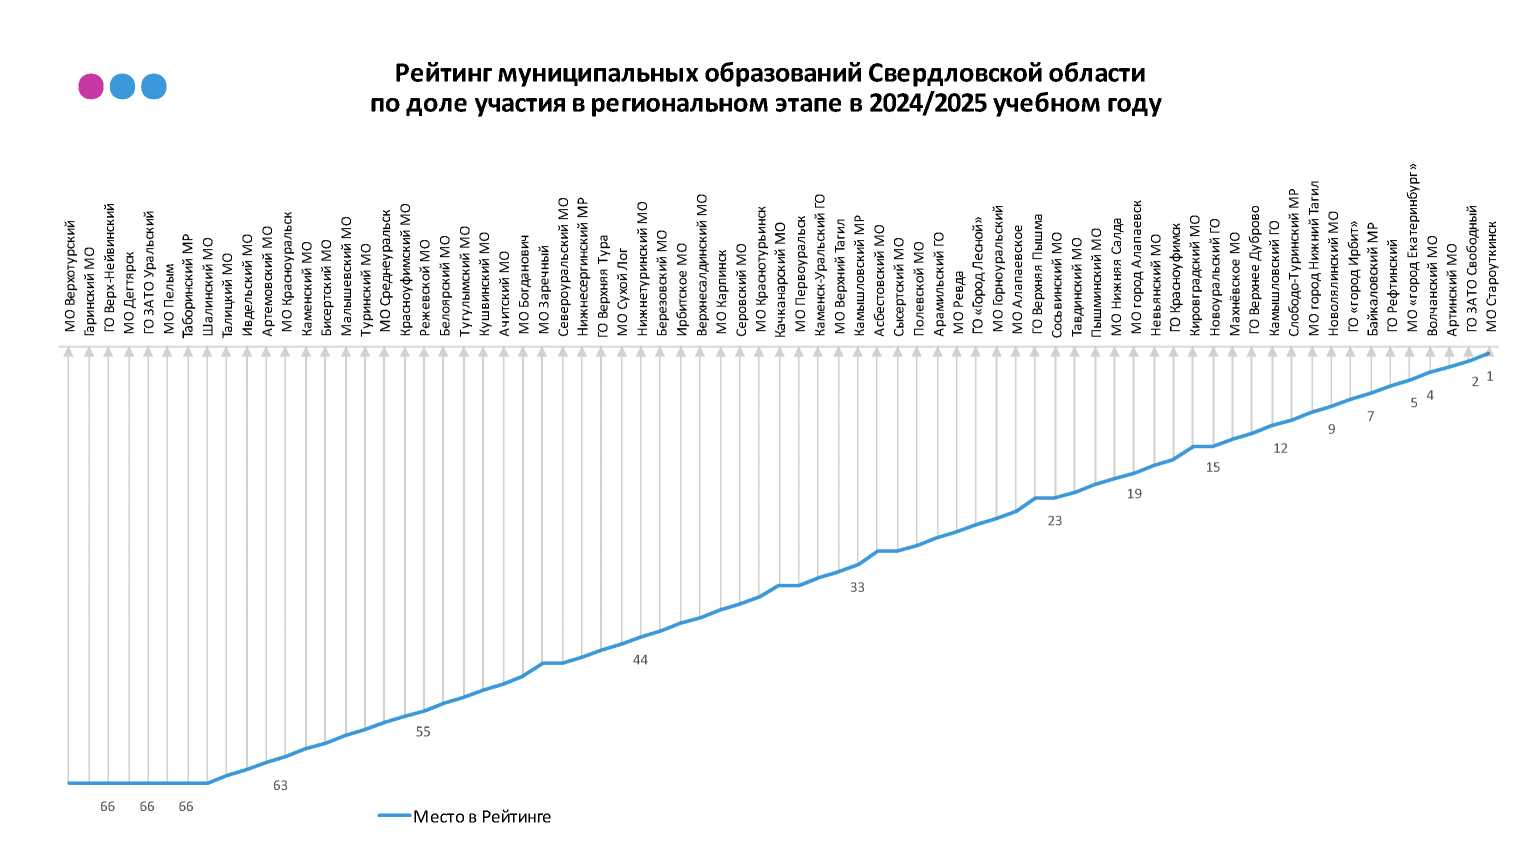 Рейтинг муниципальных образований Свердловской области
по доле участия в региональном этапе в 2024/2025 учебном году
МО Верхотурский
Гаринский МО
ГО Верх-Нейвинский
МО Дегтярск
ГО ЗАТО Уральский
МО Пелым
Таборинский МР
Шалинский МО
Талицкий МО
Ивдельский МО
Артемовский МО
МО Красноуральск
Каменский МО
Бисертский МО
Малышевский МО
Туринский МО
МО Среднеуральск
Красноуфимский МО
Режевской МО
Белоярский МО
Тугулымский МО
Кушвинский МО
Ачитский МО
МО Богданович
МО Заречный
Североуральский МО
Нижнесергинский МР
ГО Верхняя Тура
МО Сухой Лог
Нижнетуринский МО
Березовский МО
Ирбитское МО
Верхнесалдинский МО
МО Карпинск
Серовский МО
МО Краснотурьинск
Качканарский МО
МО Первоуральск
Каменск-Уральский ГО
МО Верхний Тагил
Камышловский МР
Асбестовский МО
Сысертский МО
Полевской МО
Арамильский ГО
МО Ревда
ГО «Город Лесной»
МО Горноуральский
МО Алапаевское
ГО Верхняя Пышма
Сосьвинский МО
Тавдинский МО
Пышминский МО
МО Нижняя Салда
МО город Алапаевск
Невьянский МО
ГО Красноуфимск
Кировградский МО
Новоуральский ГО
Махнёвское МО
ГО Верхнее Дуброво
Камышловский ГО
Слободо-Туринский МР
МО город Нижний Тагил
Новолялинский МО
ГО «город Ирбит»
Байкаловский МР
ГО Рефтинский
МО «город Екатеринбург»
Волчанский МО
Артинский МО
ГО ЗАТО Свободный
МО Староуткинск
66
66
66
63
55
44
33
23
19
15
12
9
7
5
4
2
1
Место в Рейтинге